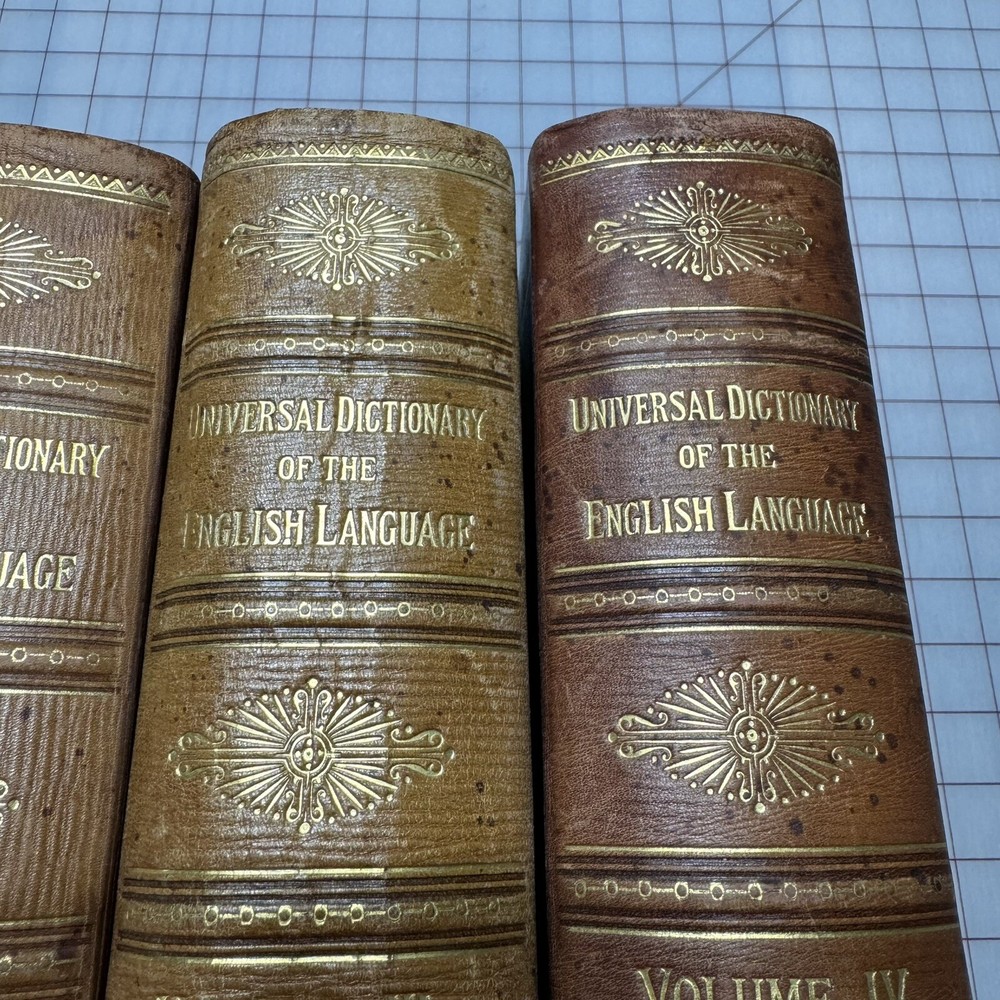 TIONARY
UAGE
UNIVERSAL DICTIONARY
OF THE
ENGLISH LANGUAGE
UNIVERSAL DICTIONARY
OF THE
ENGLISH LANGUAGE
VOLUME IV